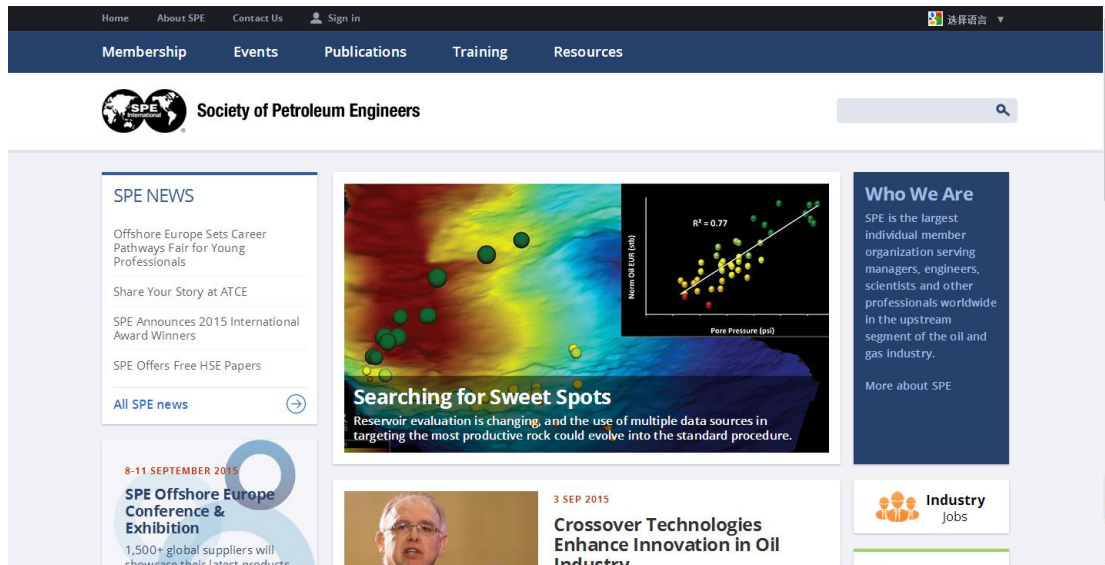 Home About SPE Contact Us Sign in 选择语言 ▼
Membership Events Publications Training Resources
SPE
International
Society of Petroleum Engineers
SPE NEWS
Offshore Europe Sets Career
Pathways Fair for Young
Professionals
Share Your Story at ATCE
SPE Announces 2015 International
Award Winners
SPE Offers Free HSE Papers
All SPE news
8-11 SEPTEMBER 2015
SPE Offshore Europe
Conference &
Exhibition
1,500+ global suppliers will
showcase their latest products
R² = 0.77
Norm Oil EUR (stb)
Pore Pressure (psi)
Searching for Sweet Spots
Reservoir evaluation is changing, and the use of multiple data sources in
targeting the most productive rock could evolve into the standard procedure.
3 SEP 2015
Crossover Technologies
Enhance Innovation in Oil
Industry
Who We Are
SPE is the largest
individual member
organization serving
managers, engineers,
scientists and other
professionals worldwide
in the upstream
segment of the oil and
gas industry.
More about SPE
Industry
Jobs